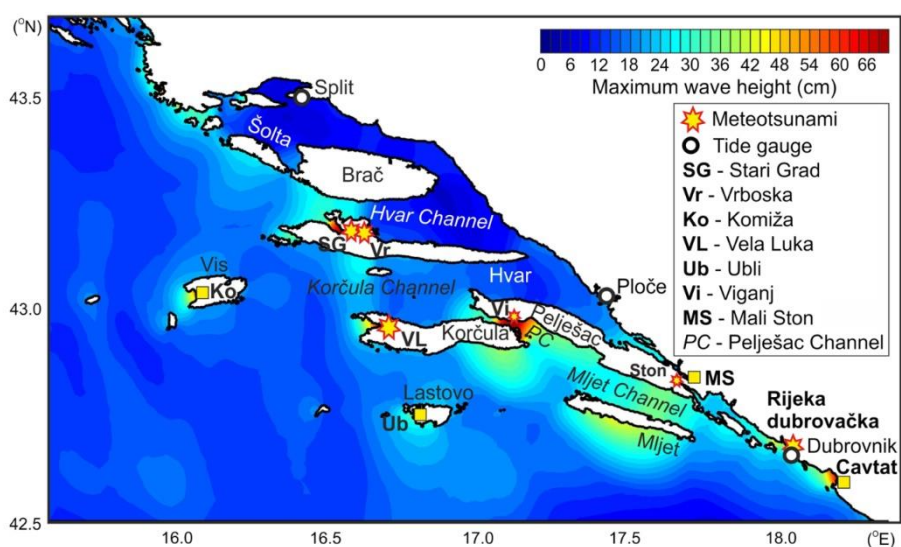 (°N)
43.5
43.0
42.5
16.0
16.5
17.0
17.5
18.0
(°E)
0 6 12 18 24 30 36 42 48 54 60 66
Maximum wave height (cm)
Meteotsunami
Tide gauge
SG - Stari Grad
Vr - Vrboska
Ko - Komiža
VL - Vela Luka
Ub - Ubli
Vi - Viganj
MS - Mali Ston
PC - Pelješac Channel
Split
Šolta
Brač
Hvar Channel
SG
Vr
Vis
Ko
Korčula Channel
Hvar
Ploče
Vi
Pelješac
VL
Korčula
PC
Ston
MS
Lastovo
Ub
Mljet Channel
Mljet
Rijeka
dubrovačka
Dubrovnik
Cavtat